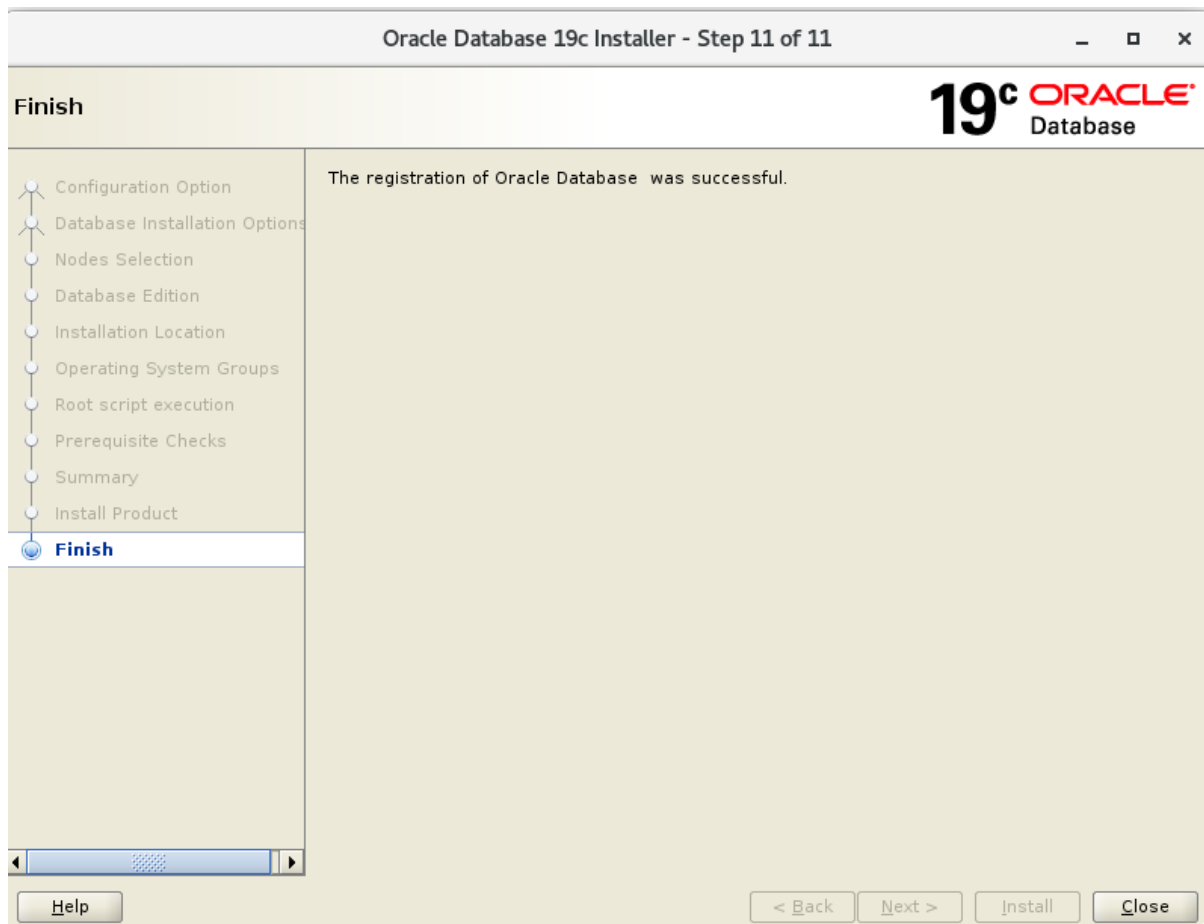 Oracle Database 19c Installer - Step 11 of 11
Finish
19c ORACLE
Database
Configuration Option
Database Installation Options
Nodes Selection
Database Edition
Installation Location
Operating System Groups
Root script execution
Prerequisite Checks
Summary
Install Product
Finish
The registration of Oracle Database  was successful.
Help
< Back
Next >
Install
Close